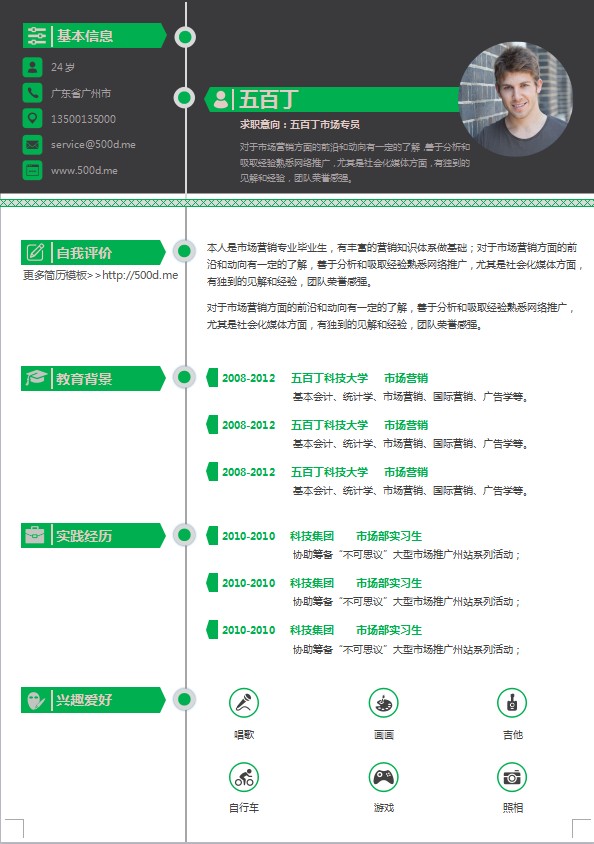 基本信息
24 岁
广东省广州市
13500135000
service@500d.me
www.500d.me
五百丁
求职意向：五百丁市场专员
对于市场营销方面的前沿和动向有一定的了解，善于分析和
吸取经验熟悉网络推广，尤其是社会化媒体方面，有独到的
见解和经验，团队荣誉感强。
自我评价
更多简历模板>>http://500d.me
本人是市场营销专业毕业生，有丰富的营销知识体系做基础；对于市场营销方面的前
沿和动向有一定的了解，善于分析和吸取经验熟悉网络推广，尤其是社会化媒体方面，
有独到的见解和经验，团队荣誉感强。
对于市场营销方面的前沿和动向有一定的了解，善于分析和吸取经验熟悉网络推广，
尤其是社会化媒体方面，有独到的见解和经验，团队荣誉感强。
教育背景
2008-2012 五百丁科技大学 市场营销
基本会计、统计学、市场营销、国际营销、广告学等。
2008-2012 五百丁科技大学 市场营销
基本会计、统计学、市场营销、国际营销、广告学等。
2008-2012 五百丁科技大学 市场营销
基本会计、统计学、市场营销、国际营销、广告学等。
实践经历
2010-2010 科技集团 市场部实习生
协助筹备“不可思议”大型市场推广州站系列活动；
2010-2010 科技集团 市场部实习生
协助筹备“不可思议”大型市场推广州站系列活动；
2010-2010 科技集团 市场部实习生
协助筹备“不可思议”大型市场推广州站系列活动；
兴趣爱好
唱歌 画画 吉他
自行车 游戏 照相